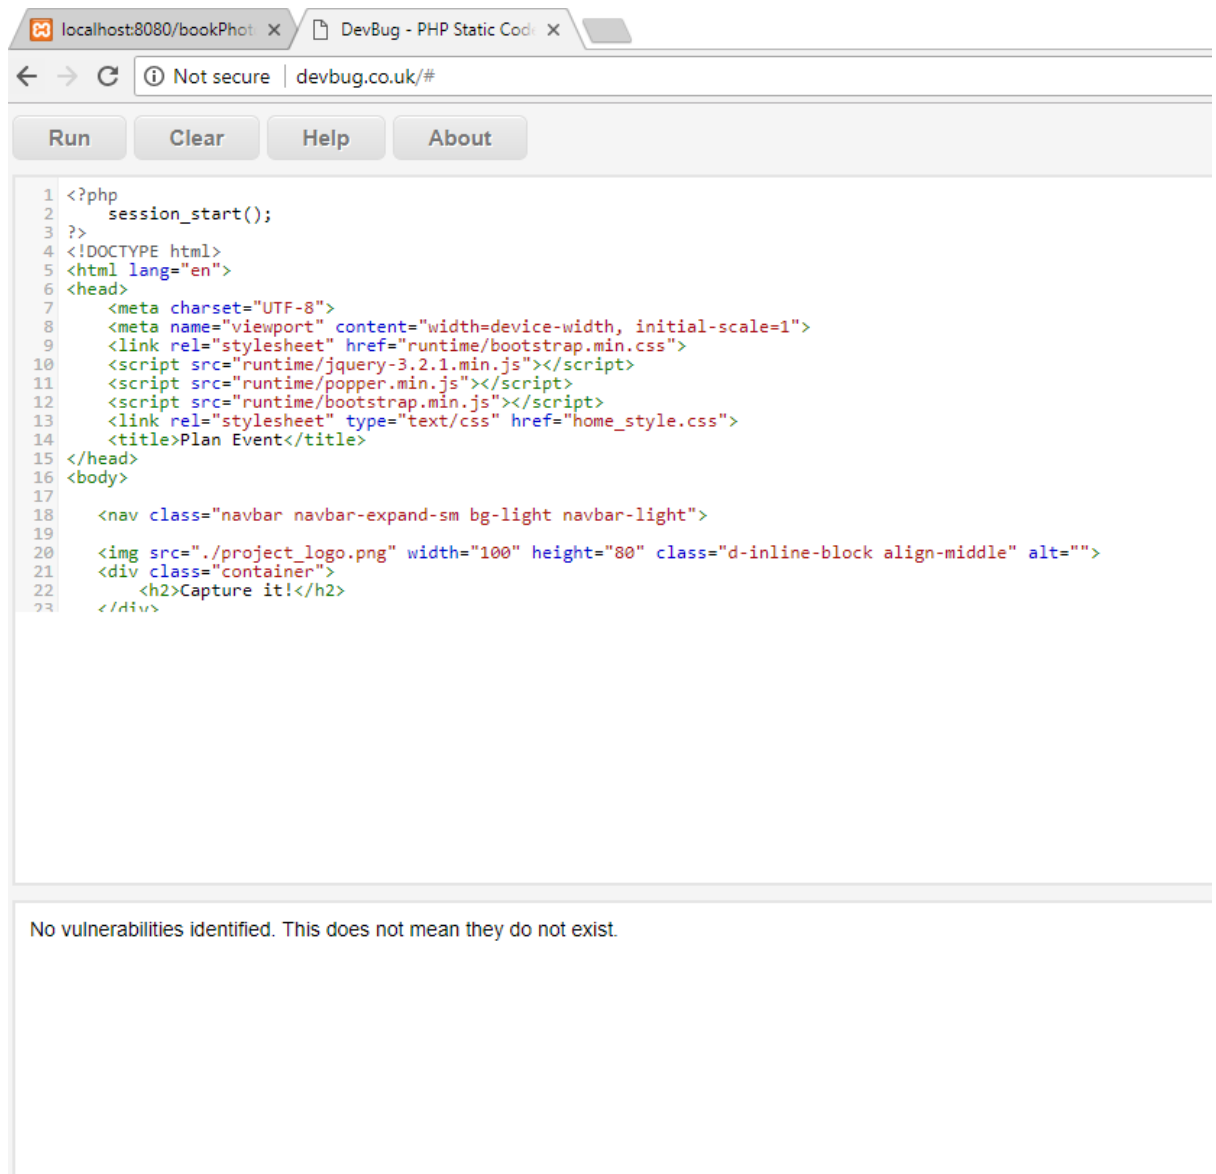 localhost:8080/bookPhot
DevBug - PHP Static Cod
Not secure | devbug.co.uk/#
Run Clear Help About
1 <?php
2 session_start();
3 ?>
4 <!DOCTYPE html>
5 <html lang="en">
6 <head>
7 <meta charset="UTF-8">
8 <meta name="viewport" content="width=device-width, initial-scale=1">
9 <link rel="stylesheet" href="runtime/bootstrap.min.css">
10 <script src="runtime/jquery-3.2.1.min.js"></script>
11 <script src="runtime/popper.min.js"></script>
12 <script src="runtime/bootstrap.min.js"></script>
13 <link rel="stylesheet" type="text/css" href="home_style.css">
14 <title>Plan Event</title>
15 </head>
16 <body>
17
18 <nav class="navbar navbar-expand-sm bg-light navbar-light">
19
20 <img src="./project_logo.png" width="100" height="80" class="d-inline-block align-middle" alt="">
21 <div class="container">
22 <h2>Capture it!</h2>
23 </div>
No vulnerabilities identified. This does not mean they do not exist.